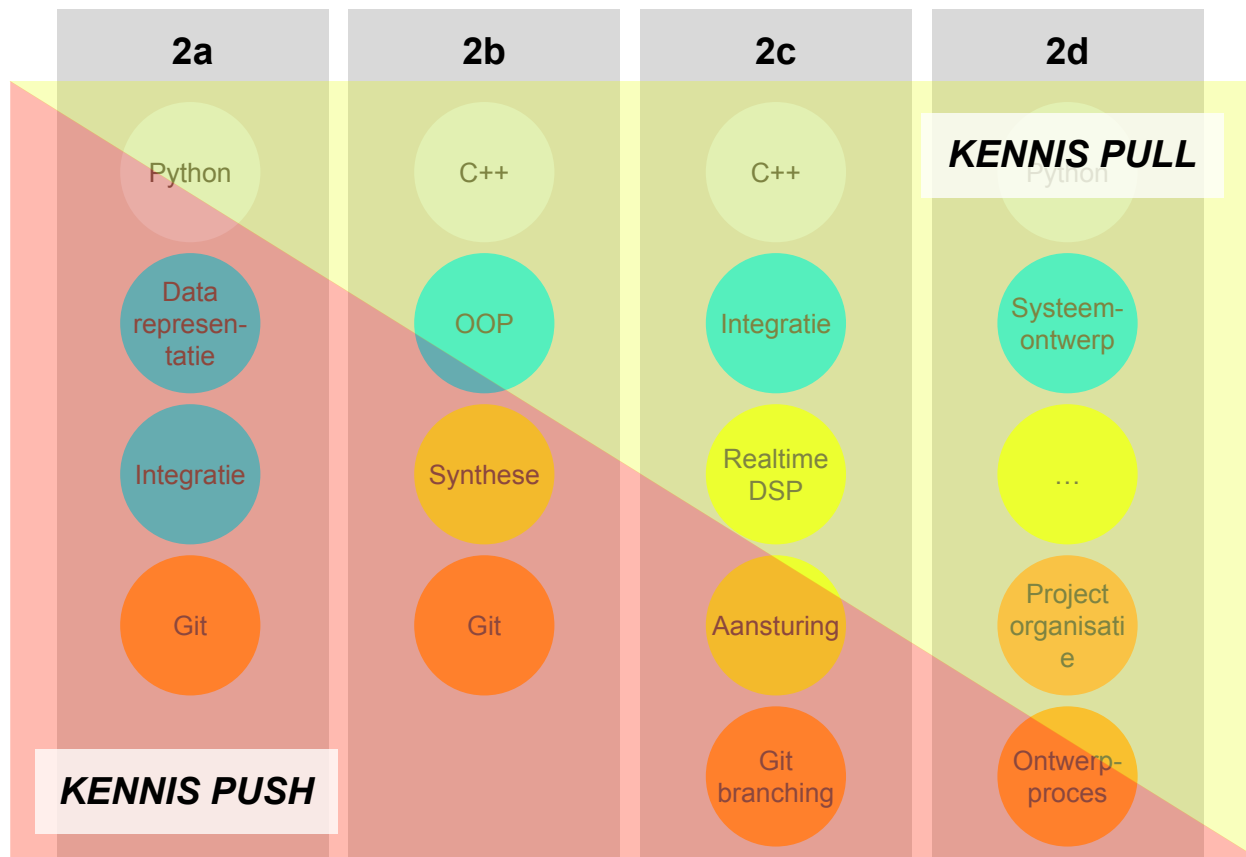 2a
2b
2c
2d
KENNIS PULL
Python
C++
C++
Python
Data
represen-
tatie
OOP
Integratie
Systeem-
ontwerp
Integratie
Synthese
Realtime
DSP
…
Git
Git
Aansturing
Project
organisati
e
KENNIS PUSH
Git
branching
Ontwerp-
proces